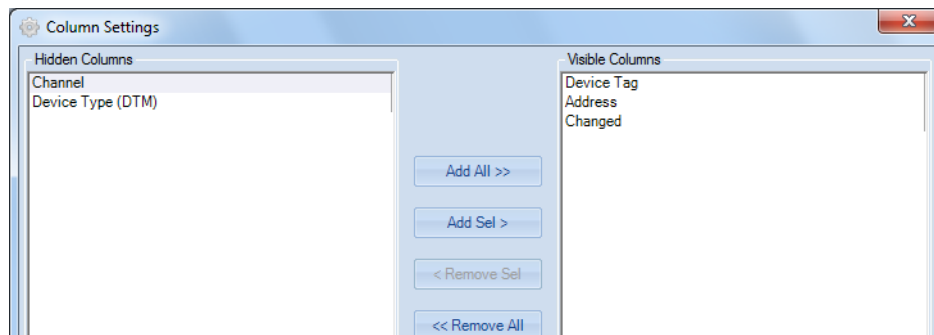 Column Settings
Hidden Columns
Channel
Device Type (DTM)
Add All >>
Add Sel >
< Remove Sel
<< Remove All
Visible Columns
Device Tag
Address
Changed